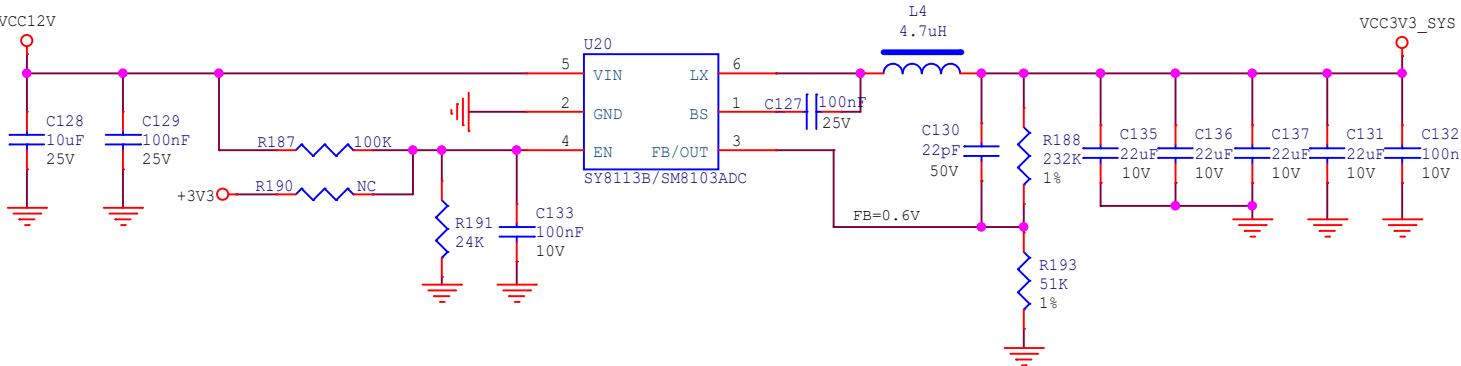 VCC12V
C128
10uF
25V
C129
100nF
25V
R187 100K
+3V3
R190 NC
R191
24K
C133
100nF
10V
U20
5 VIN LX 6
2 GND BS 1
4 EN FB/OUT 3
SY8113B/SM8103ADC
C127 100nF
25V
L4
4.7uH
C130
22pF
50V
R188
232K
1%
FB=0.6V
R193
51K
1%
C135
22uF
10V
C136
22uF
10V
C137
22uF
10V
C131
22uF
10V
C132
100n
10V
VCC3V3_SYS